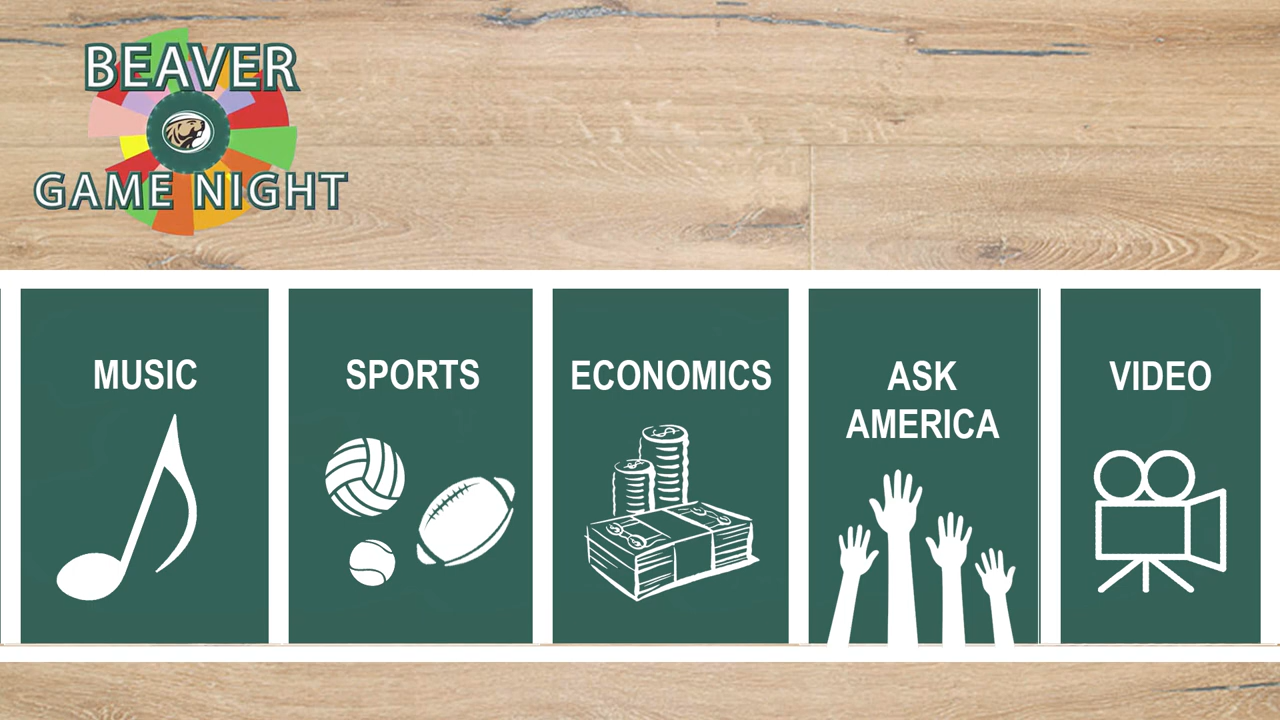 BEAVER
GAME NIGHT
MUSIC
SPORTS
ECONOMICS
ASK
AMERICA
VIDEO